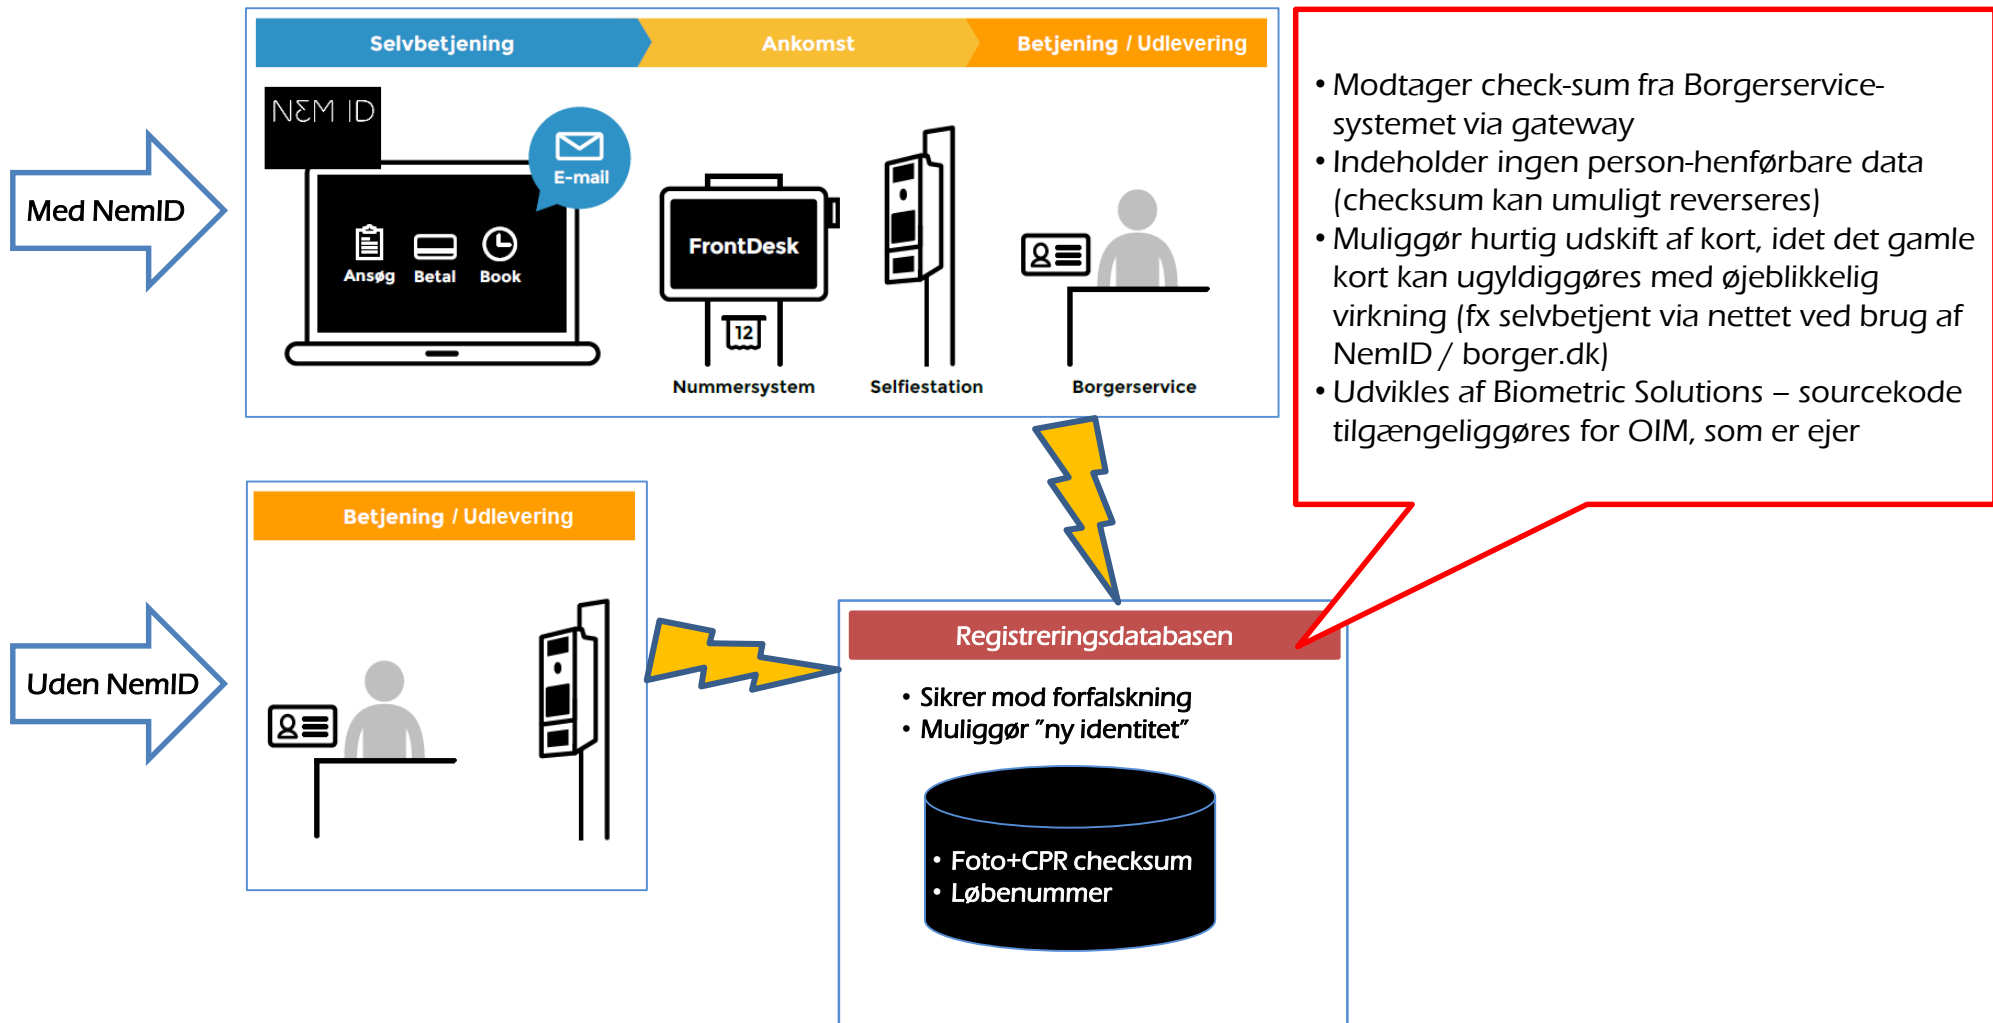 Selvbetjening
Ankomst
Betjening / Udlevering
NEM ID
E-mail
Ansøg
Betal
Book
FrontDesk
12
Nummersystem
Selfiestation
Borgerservice
Med NemID
• Modtager check-sum fra Borgerservice-
systemet via gateway
• Indeholder ingen person-henførbare data
(checksum kan umuligt reverseres)
• Muliggør hurtig udskift af kort, idet det gamle
kort kan ugyldiggøres med øjeblikkelig
virkning (fx selvbetjent via nettet ved brug af
NemID / borger.dk)
• Udvikles af Biometric Solutions – sourcekode
tilgængeliggøres for OIM, som er ejer
Uden NemID
Betjening / Udlevering
Registreringsdatabasen
• Sikrer mod forfalskning
• Muliggør ”ny identitet”
• Foto+CPR checksum
• Løbenummer